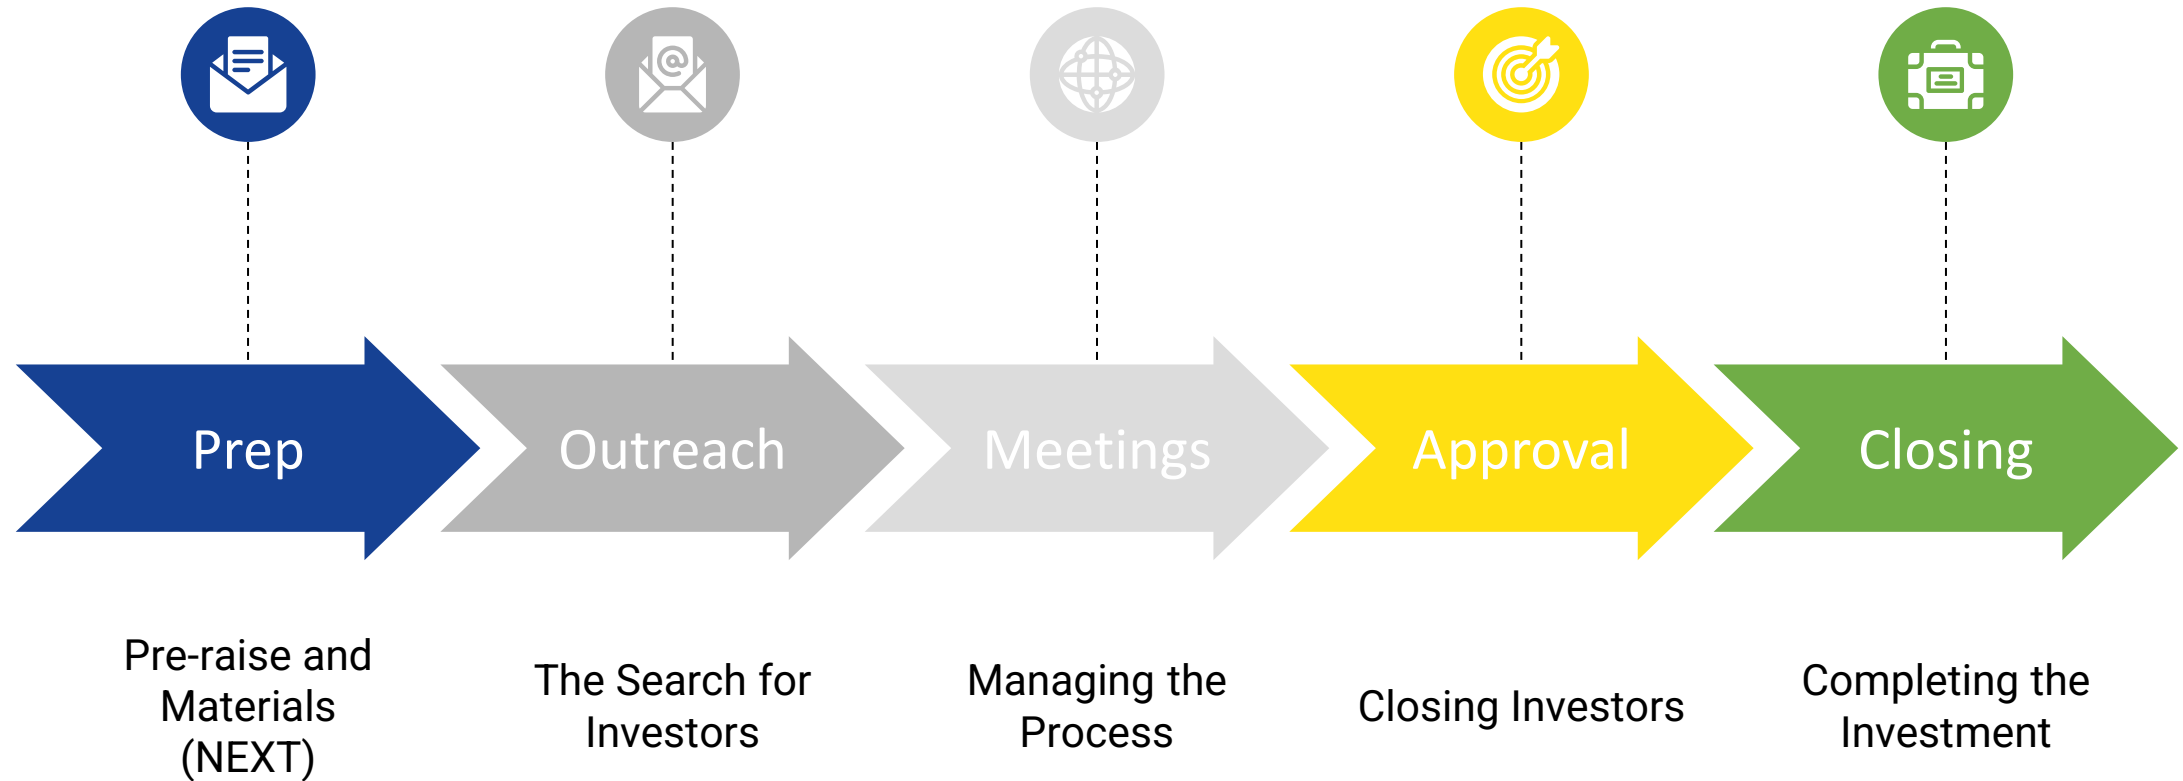 @
Prep
Outreach
Meetings
Approval
Closing
Pre-raise and
Materials
(NEXT)
The Search for
Investors
Managing the
Process
Closing Investors
Completing the
Investment